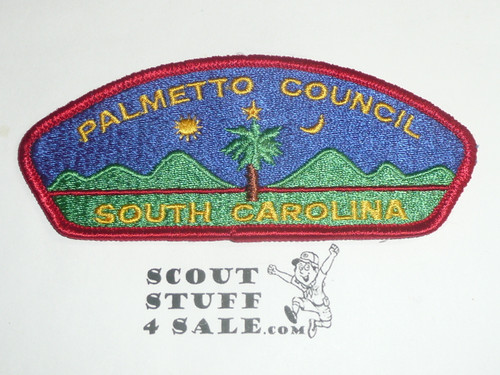 PALMETTO COUNCIL
SOUTH CAROLINA
SCOUT
STUFF
4 SALE.COM